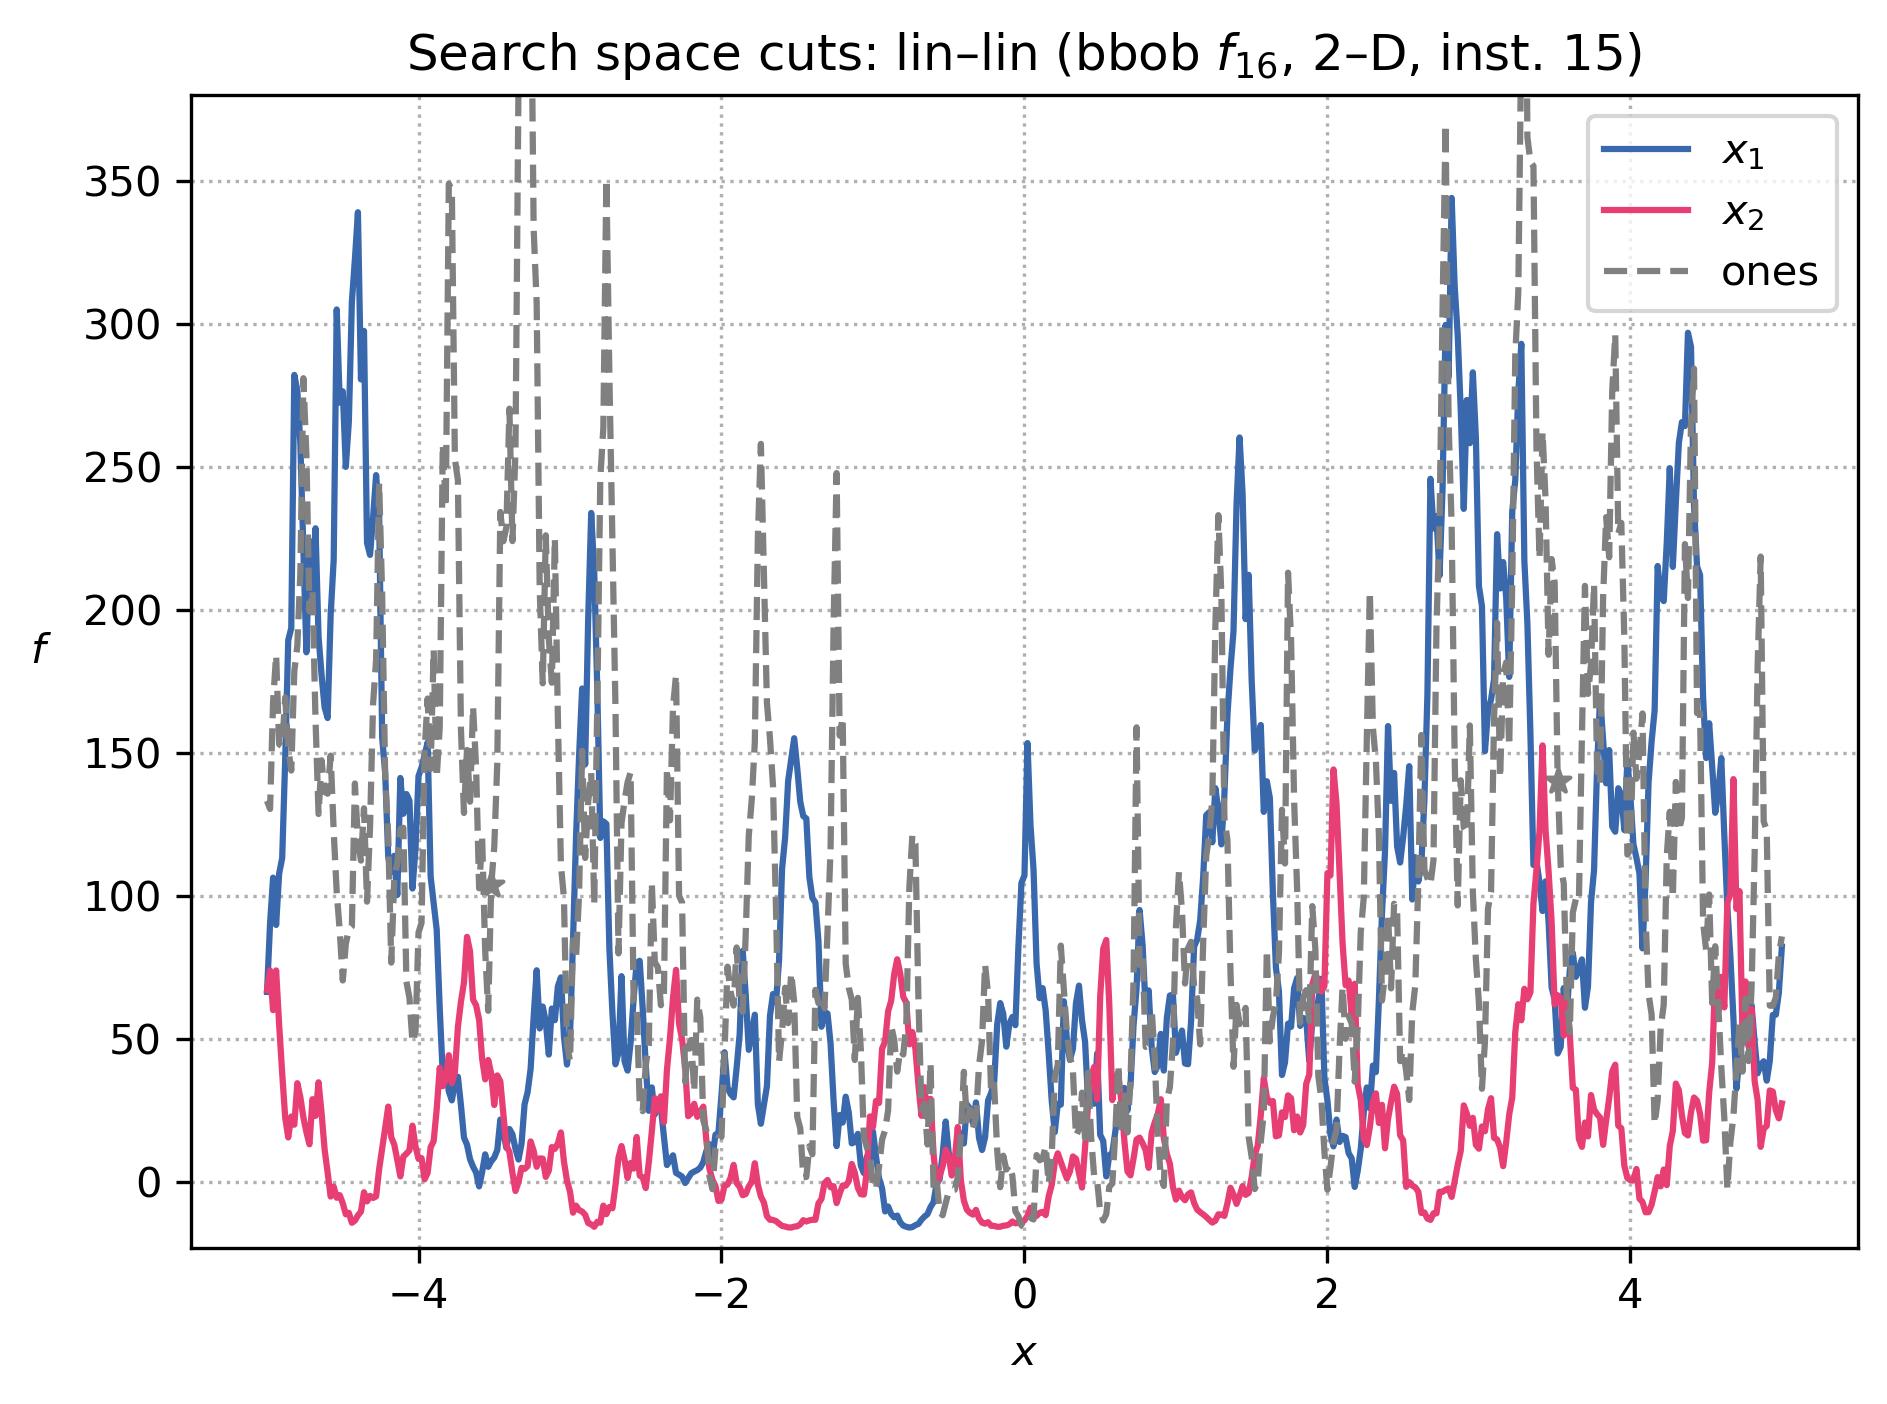 Search space cuts: lin–lin (bbob f16, 2–D, inst. 15)
x1
x2
ones
350
300
250
200
150
100
50
0
f
−4 −2 0 2 4
x